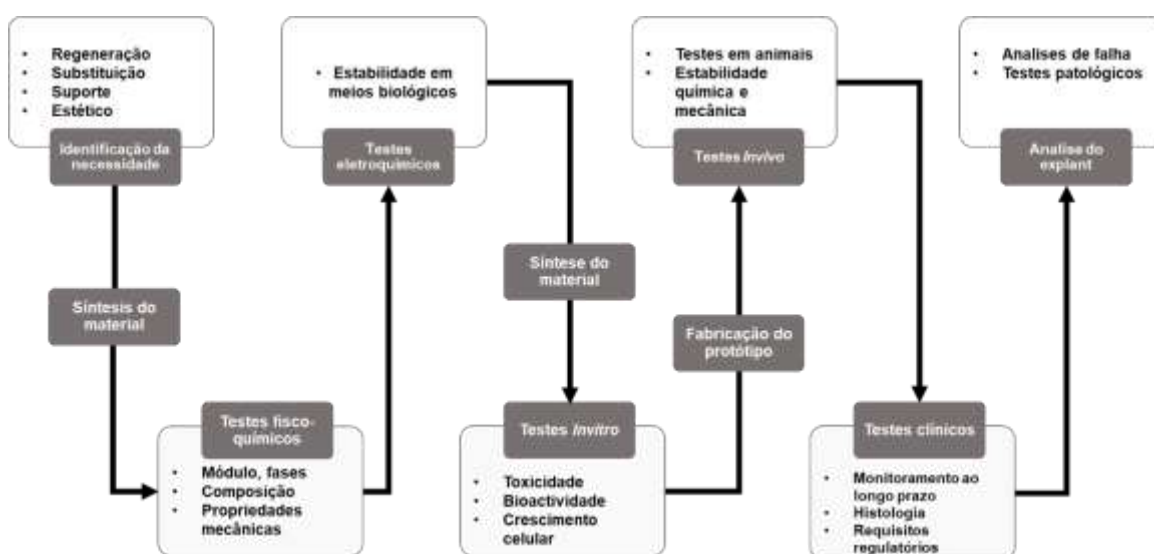 • Regeneração
• Substituição
• Suporte
• Estético
Identificação da
necessidade
Síntesis do
material
Testes fisco-
químicos
• Módulo, fases
• Composição
• Propriedades
mecânicas
• Estabilidade em
meios biológicos
Testes
eletroquímicos
Síntese do
material
Testes Invitro
• Toxicidade
• Bioactividade
• Crescimento
celular
Fabricação do
protótipo
• Testes em animais
• Estabilidade
química e
mecânica
Testes Invivo
Testes clínicos
• Monitoramento ao
longo prazo
• Histologia
• Requisitos
regulatórios
• Analises de falha
• Testes patológicos
Analise do
explant